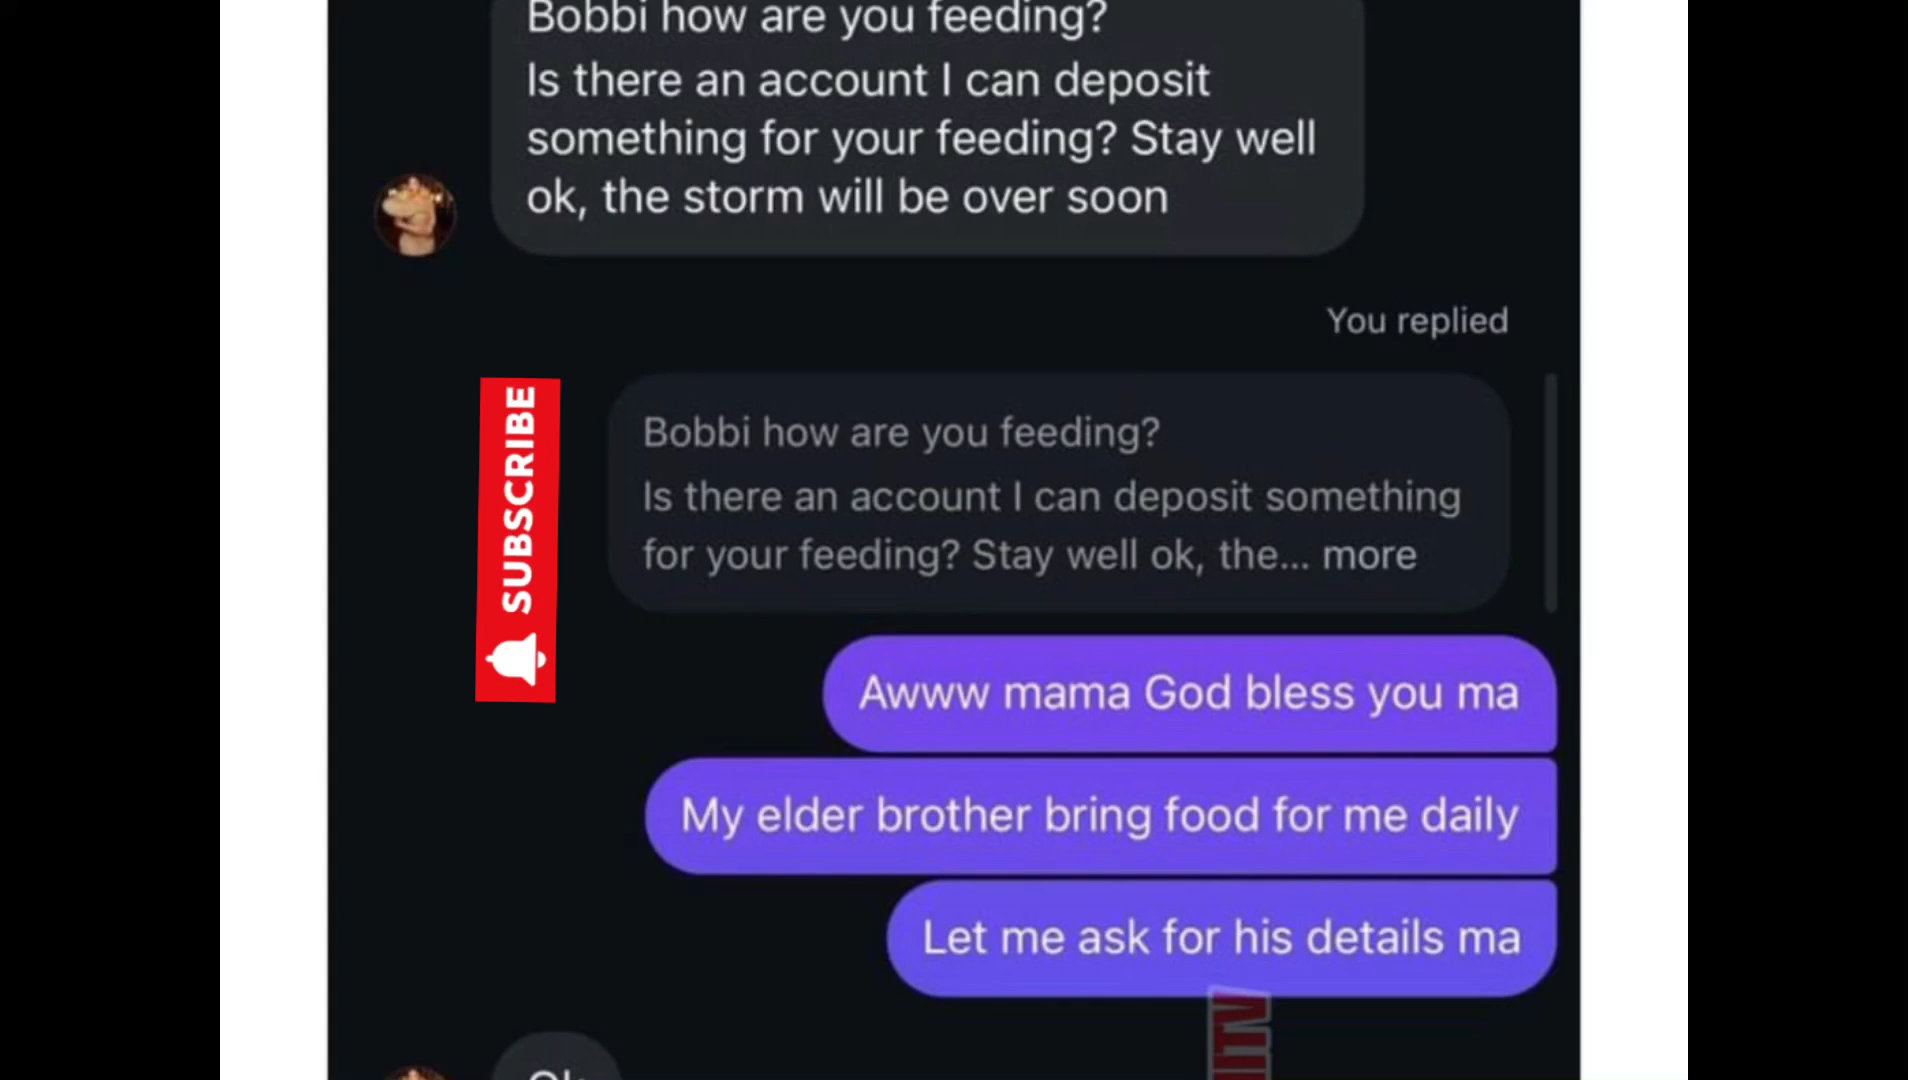 Bobbi how are you feeding?
Is there an account I can deposit
something for your feeding? Stay well
ok, the storm will be over soon
You replied
Bobbi how are you feeding?
Is there an account I can deposit something
for your feeding? Stay well ok, the... more
SUBSCRIBE
Awww mama God bless you ma
My elder brother bring food for me daily
Let me ask for his details ma